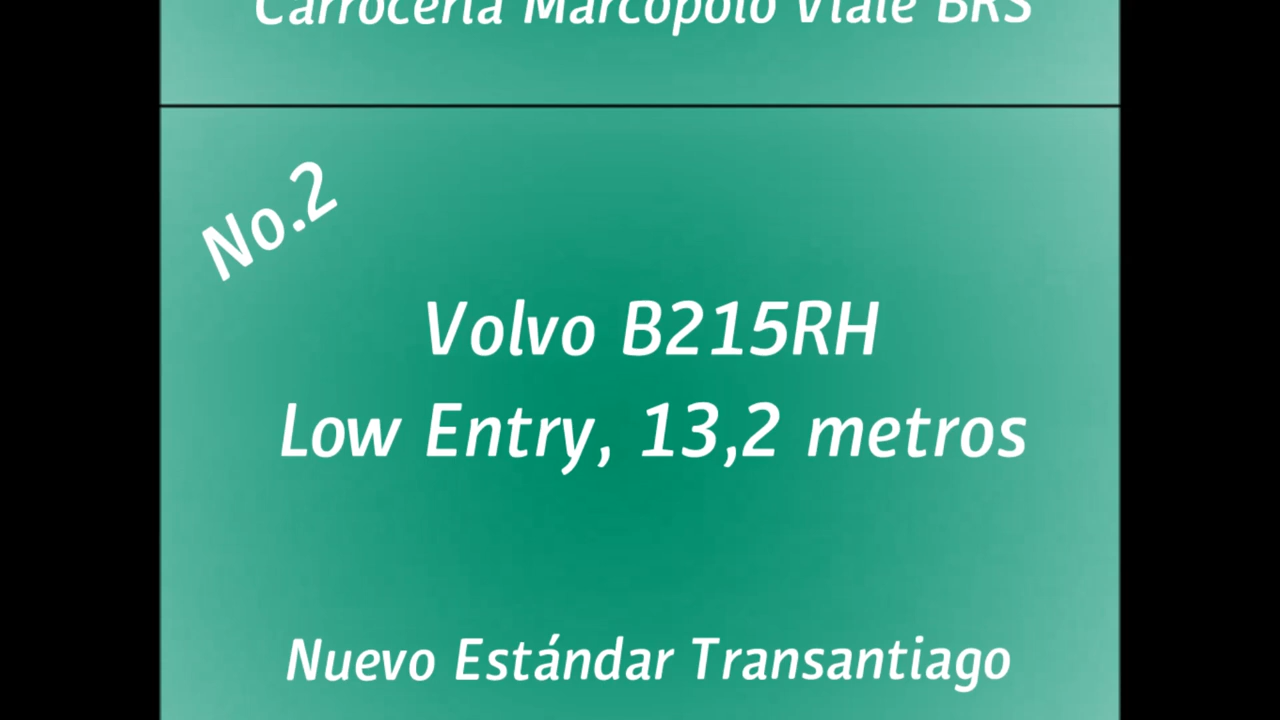 Carrocería Marcopolo Viale BRS
No.2
Volvo B215RH
Low Entry, 13,2 metros
Nuevo Estándar Transantiago